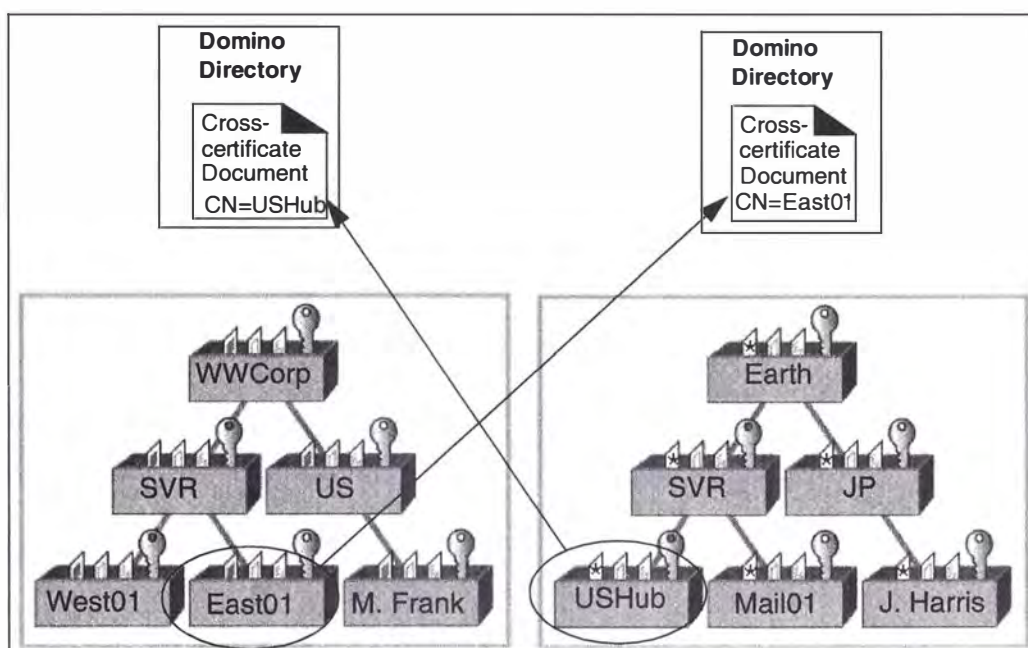 Domino
Directory
Cross-
certificate
Document
CN=USHub
Domino
Directory
Cross-
certificate
Document
CN=East01
WWCorp
SVR
US
West01
East01
M. Frank
Earth
SVR
JP
USHub
Mail01
J. Harris